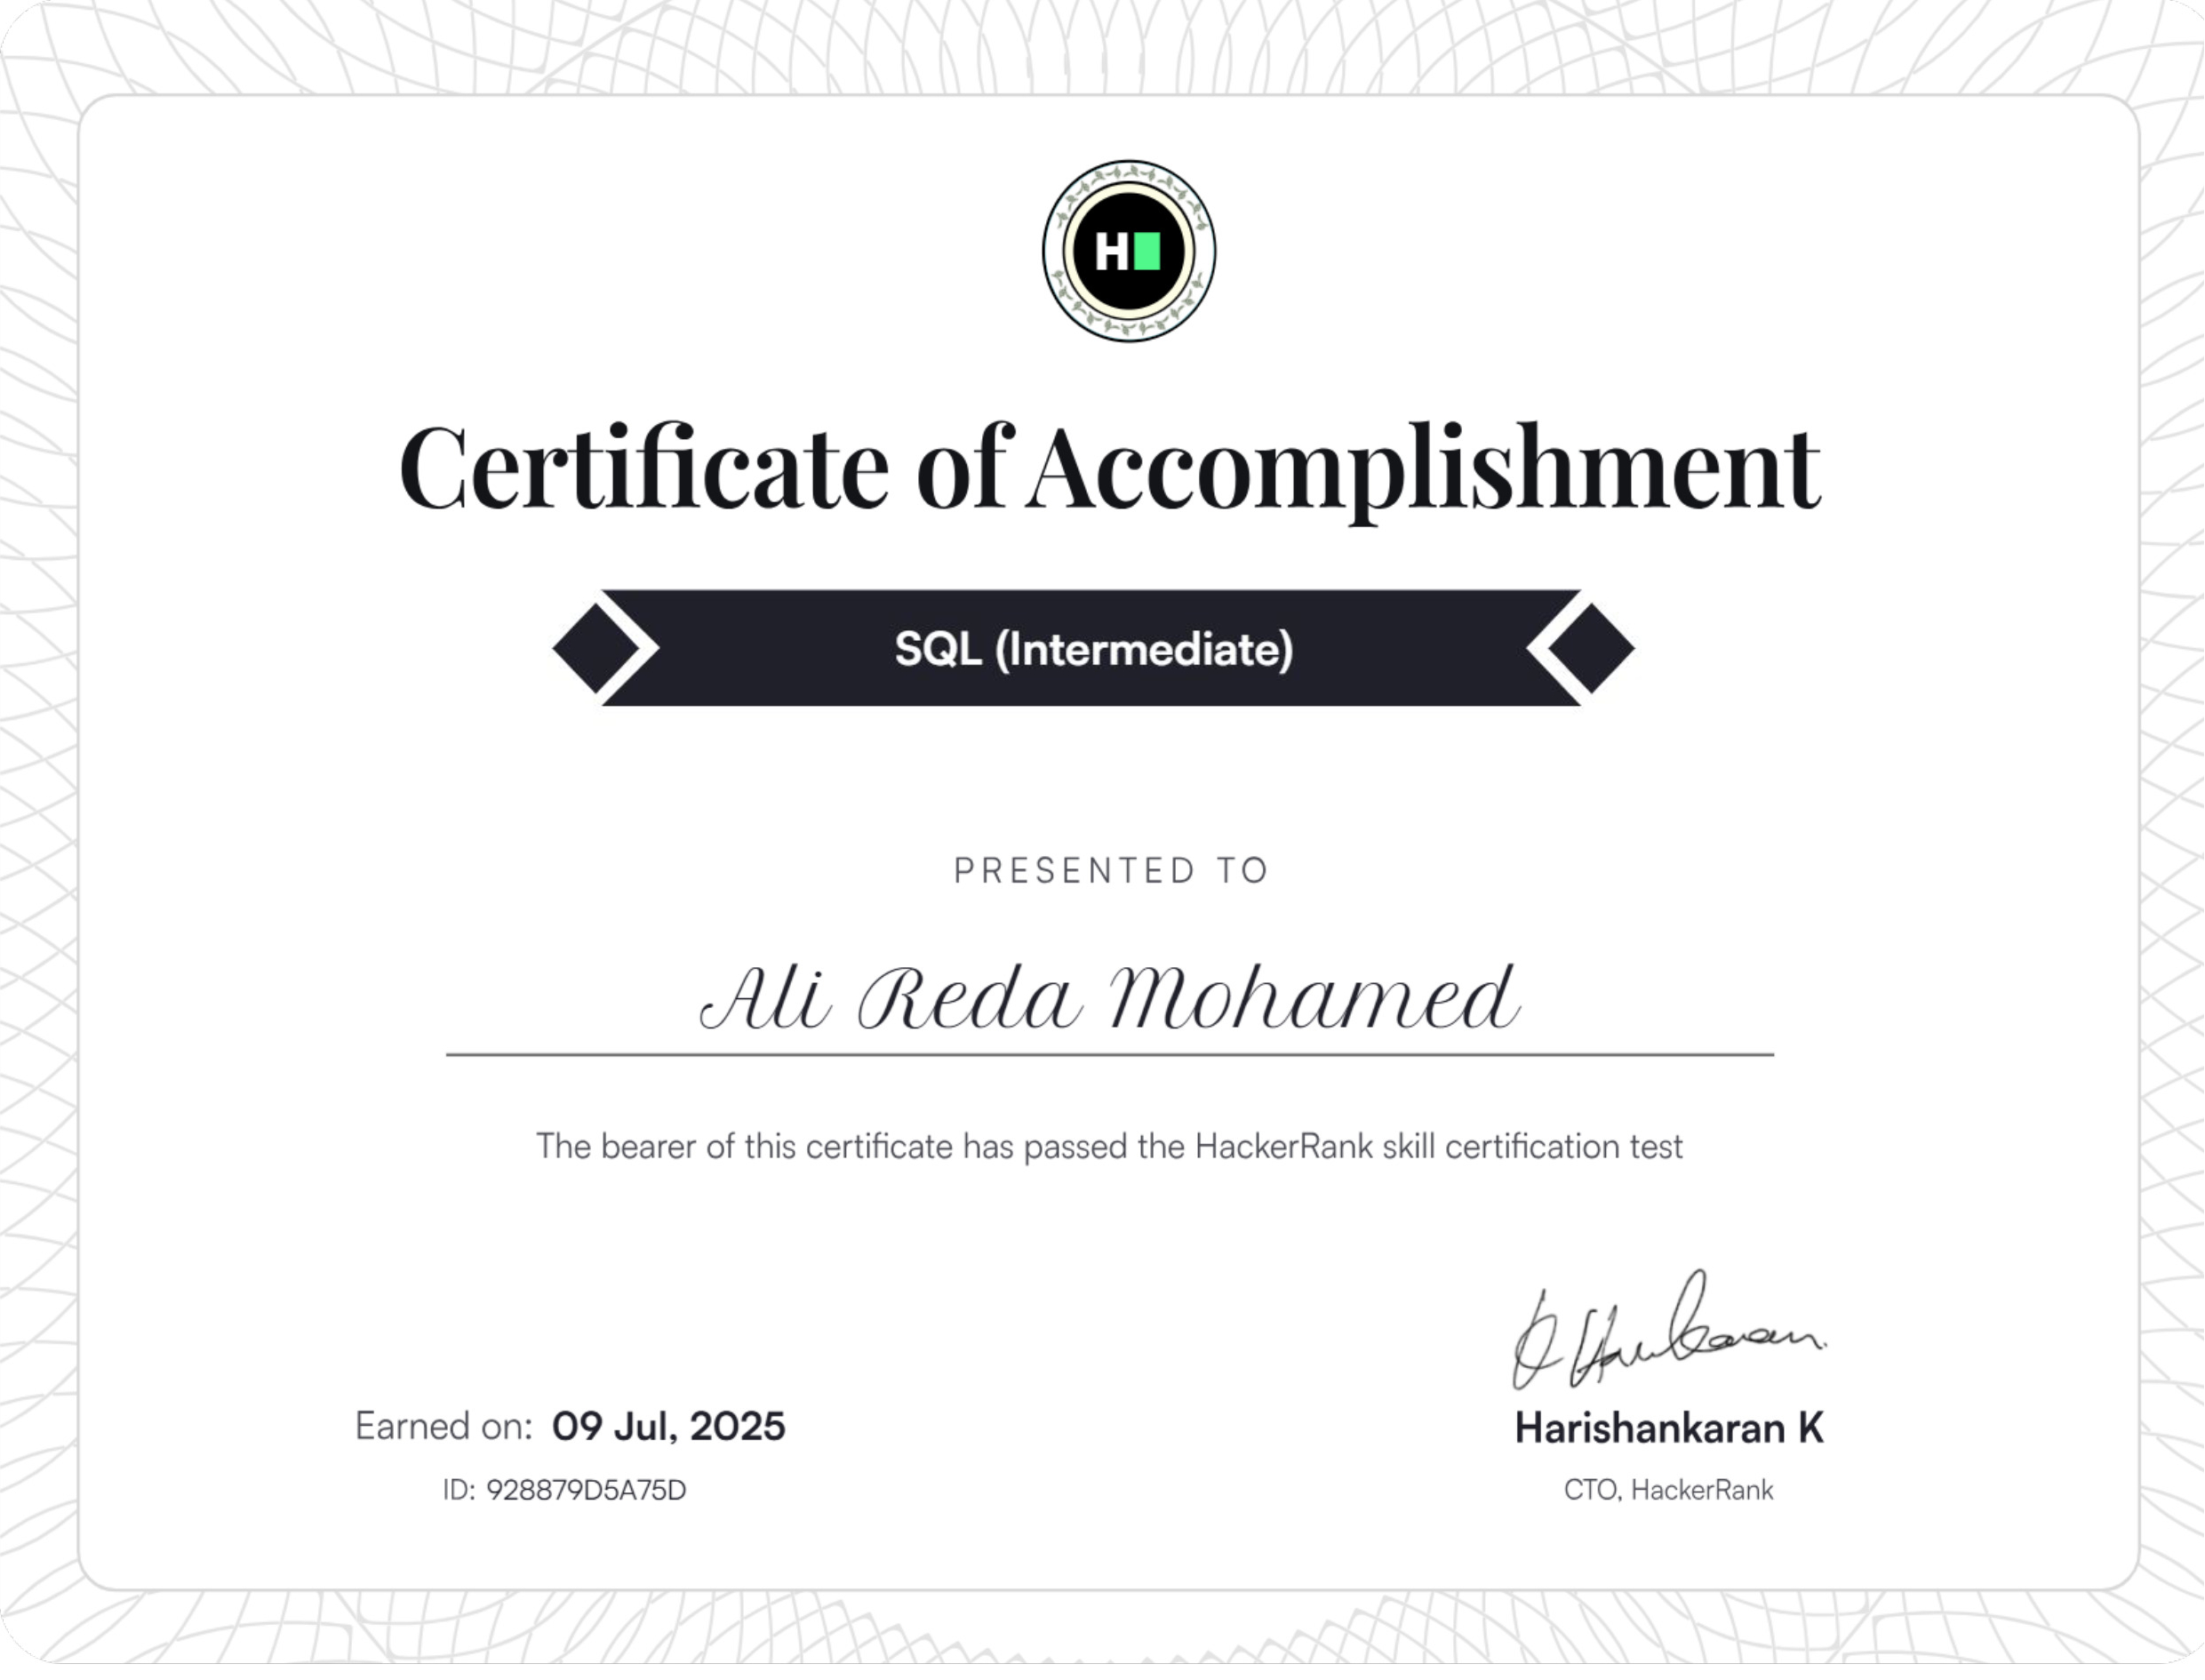 H
Certificate of Accomplishment
SQL (Intermediate)
PRESENTED TO
Ali Reda Mohamed
The bearer of this certificate has passed the HackerRank skill certification test
Earned on: 09 Jul, 2025
ID: 928879D5A75D
Harishankaran K
CTO, HackerRank